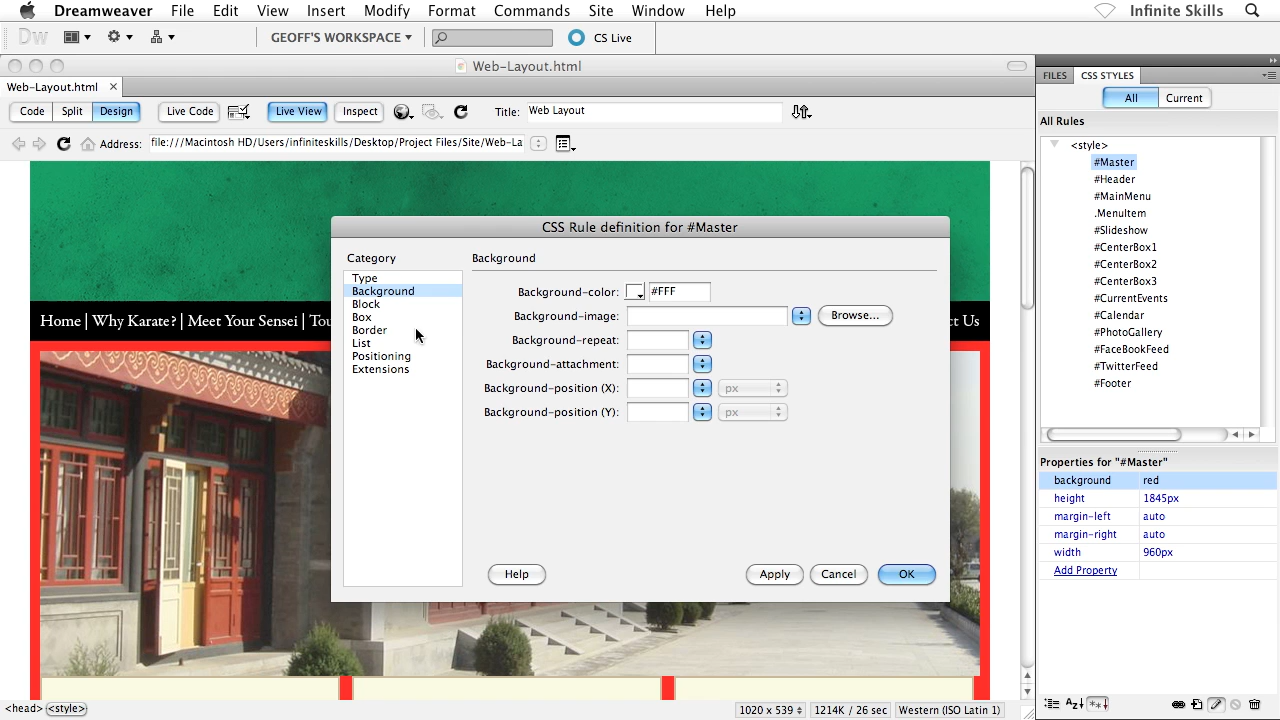 Dreamweaver File Edit View Insert Modify Format Commands Site Window Help Infinite Skills
Dw GEOFF'S WORKSPACE CS Live
Web-Layout.html
Web-Layout.html
Code Split Design Live Code Live View Inspect Title: Web Layout
Address: file:///Macintosh HD/Users/infiniteskills/Desktop/Project Files/Site/Web-La
Home | Why Karate? | Meet Your Sensei | Tou
ct Us
CSS Rule definition for #Master
Category
Type
Background
Block
Box
Border
List
Positioning
Extensions
Background
Background-color: #FFF
Background-image: Browse...
Background-repeat:
Background-attachment:
Background-position (X): px
Background-position (Y): px
Help Apply Cancel OK
FILES CSS STYLES
All Current
All Rules
<style>
#Master
#Header
#MainMenu
.MenuItem
#Slideshow
#CenterBox1
#CenterBox2
#CenterBox3
#CurrentEvents
#Calendar
#PhotoGallery
#FaceBookFeed
#TwitterFeed
#Footer
Properties for "#Master"
background red
height 1845px
margin-left auto
margin-right auto
width 960px
Add Property
<head> <style> 1020 x 539 1214K / 26 sec Western (ISO Latin 1)